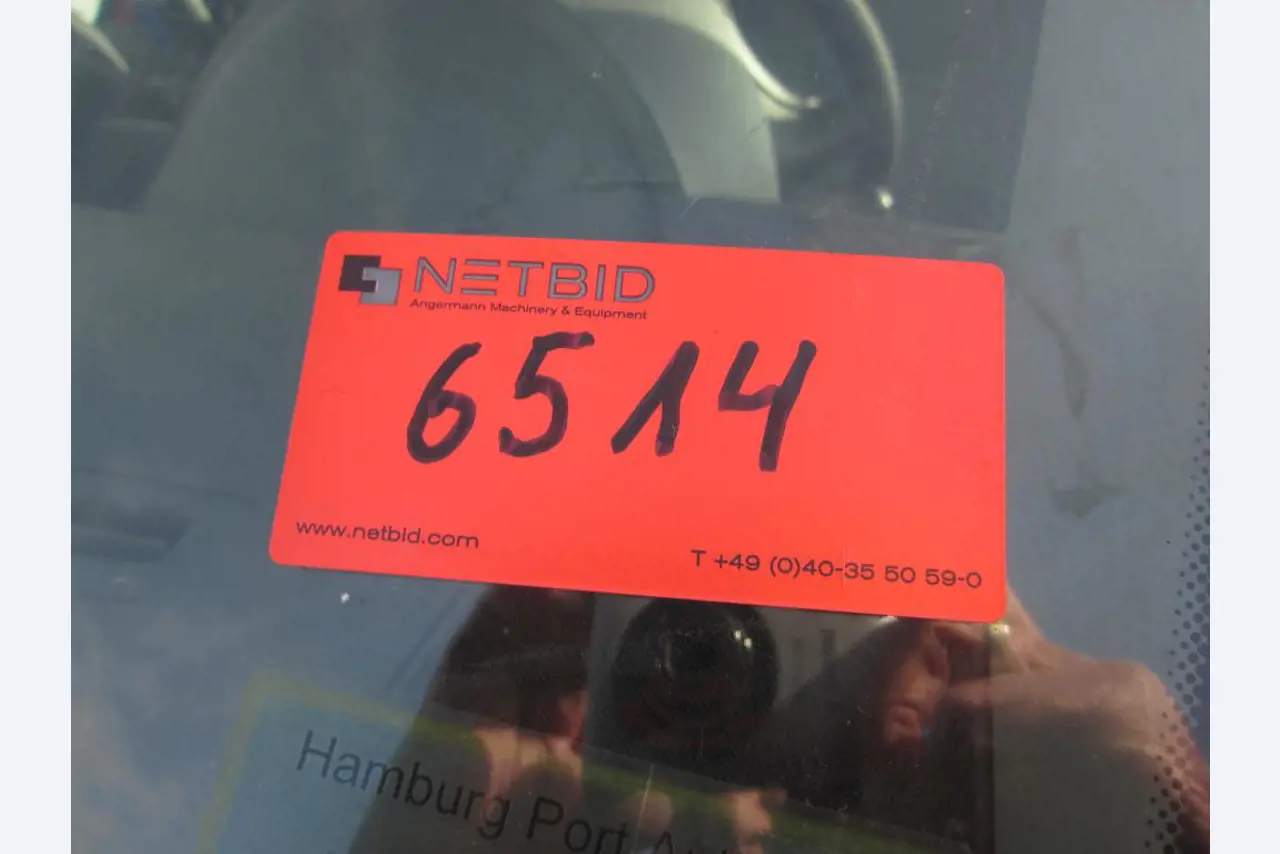 NETBID
Angermann Machinery & Equipment
6514
www.netbid.com
T +49 (0)40-35 50 59-0
Hamburg Port